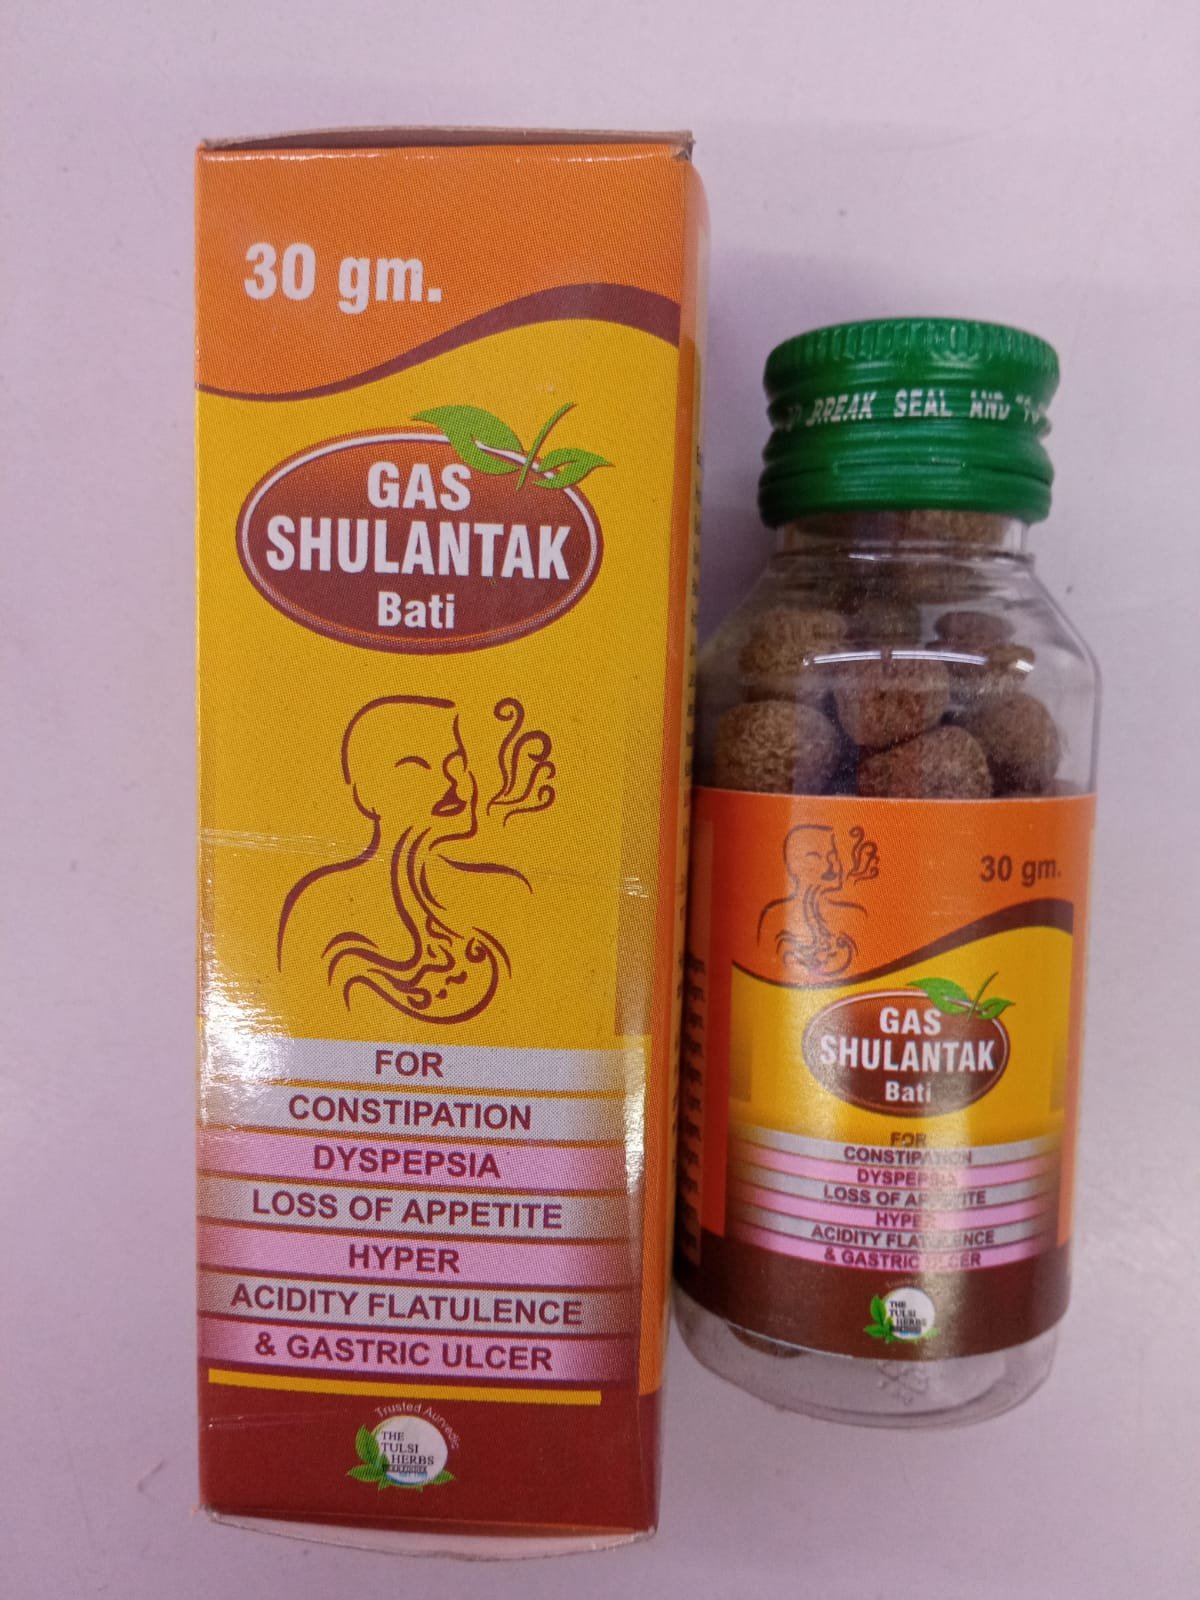 30 gm.
GAS
SHULANTAK
Bati
FOR
CONSTIPATION
DYSPEPSIA
LOSS OF APPETITE
HYPER
ACIDITY FLATULENCE
& GASTRIC ULCER
Trusted Aurvedic
THE
TULSI
HERBS
BREAK SEAL AND
30 gm.
GAS
SHULANTAK
Bati
FOR
CONSTIPATION
DYSPEPSIA
LOSS OF APPETITE
HYPER
ACIDITY FLATULENCE
& GASTRIC ULCER
THE
TULSI
HERBS